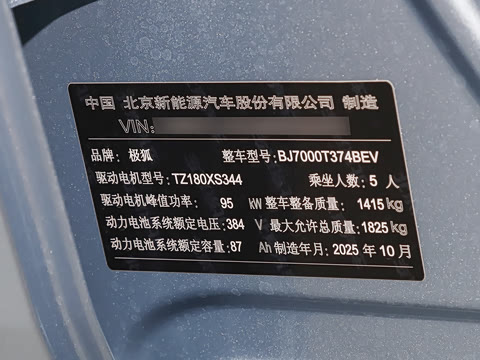 中国 北京新能源汽车股份有限公司 制造
VIN:
品牌: 极狐 整车型号: BJ7000T374BEV
驱动电机型号: TZ180XS344 乘坐人数: 5 人
驱动电机峰值功率: 95 kW 整车整备质量: 1415 kg
动力电池系统额定电压: 384 V 最大允许总质量: 1825 kg
动力电池系统额定容量: 87 Ah 制造年月: 2025 年 10 月